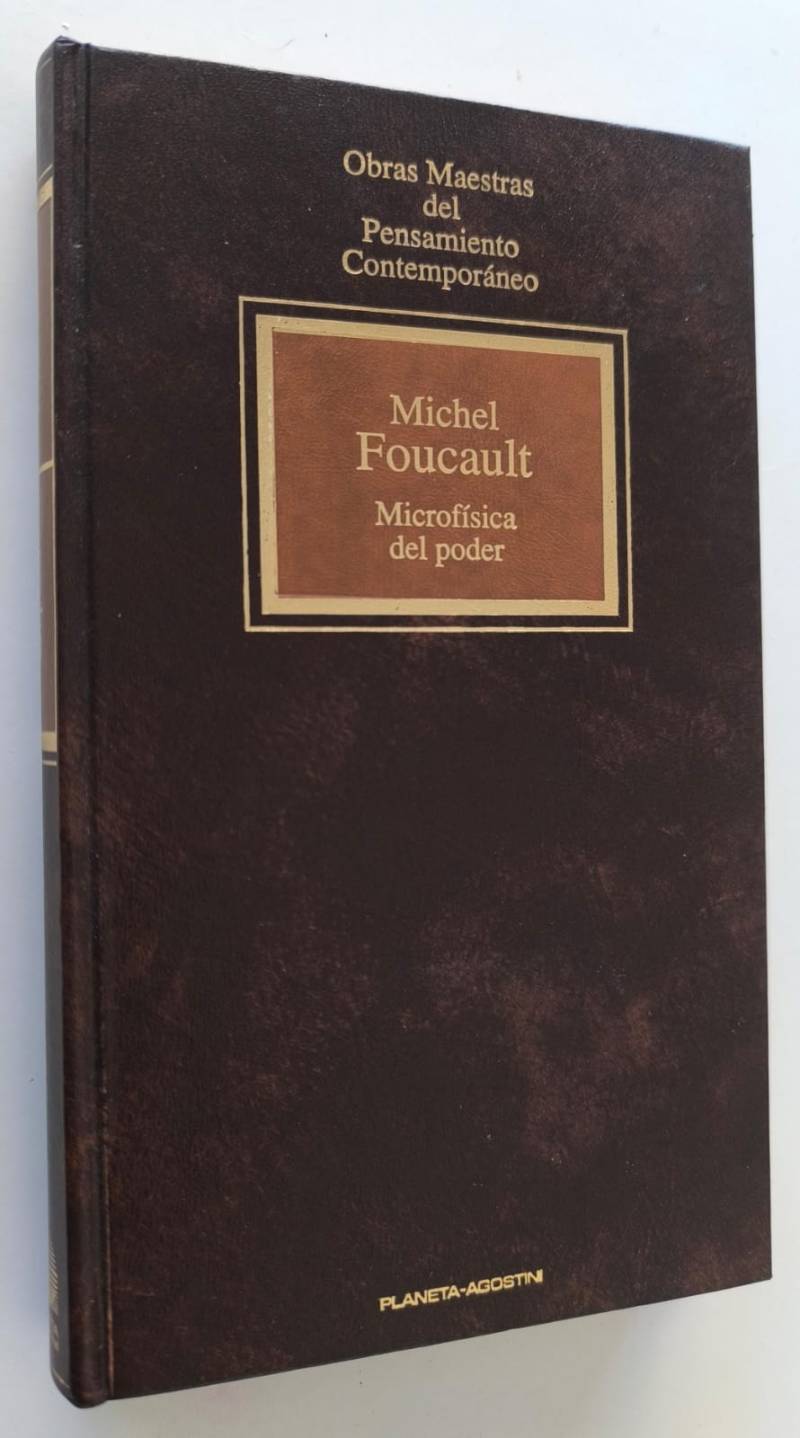 Obras Maestras
del
Pensamiento
Contemporáneo
Michel
Foucault
Microfísica
del poder
PLANETA-AGOSTINI